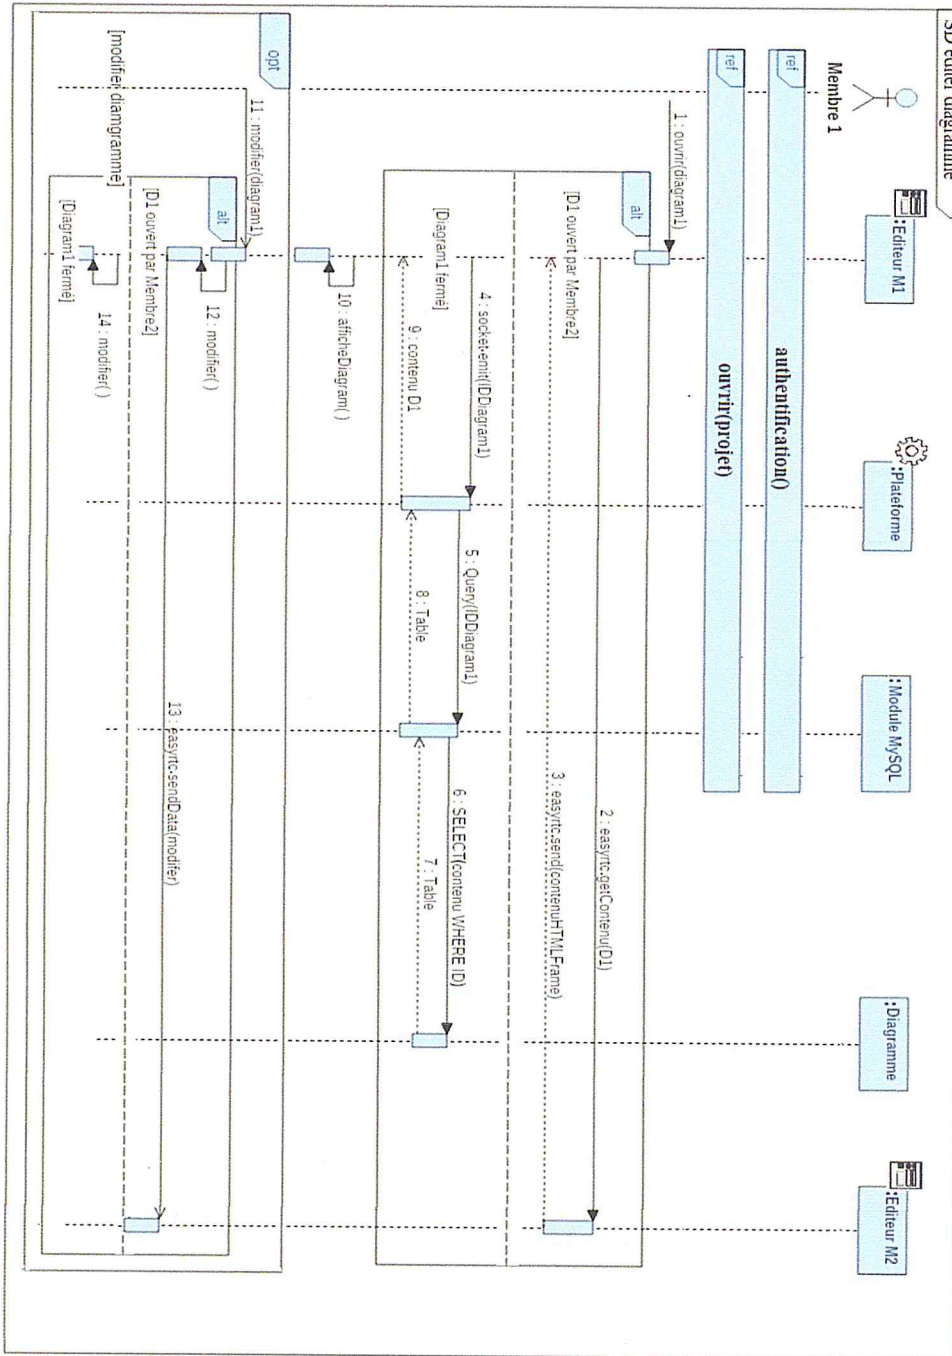 SD editer diagramme
Membre 1
:Editeur M1
:Plateforme
:Module MySQL
:Diagramme
:Editeur M2
ref
authentification()
ref
ouvrir(projet)
1 : ouvrir(diagram1)
alt
[D1 ouvert par Membre2]
2 : easyrtc.getContenu(D1)
3 : easyrtc.send(contenuHTMLFrame)
[Diagram1 fermé]
4 : socket.emit(IDDiagram1)
5 : Query(IDDiagram1)
6 : SELECT(contenu WHERE ID)
7 : Table
8 : Table
9 : contenu D1
10 : afficheDiagram( )
opt
[modifier diamgramme]
11 : modifier(diagram1)
alt
[D1 ouvert par Membre2]
12 : modifier( )
13 : easyrtc.sendData(modifer)
[Diagram1 fermé]
14 : modifier( )